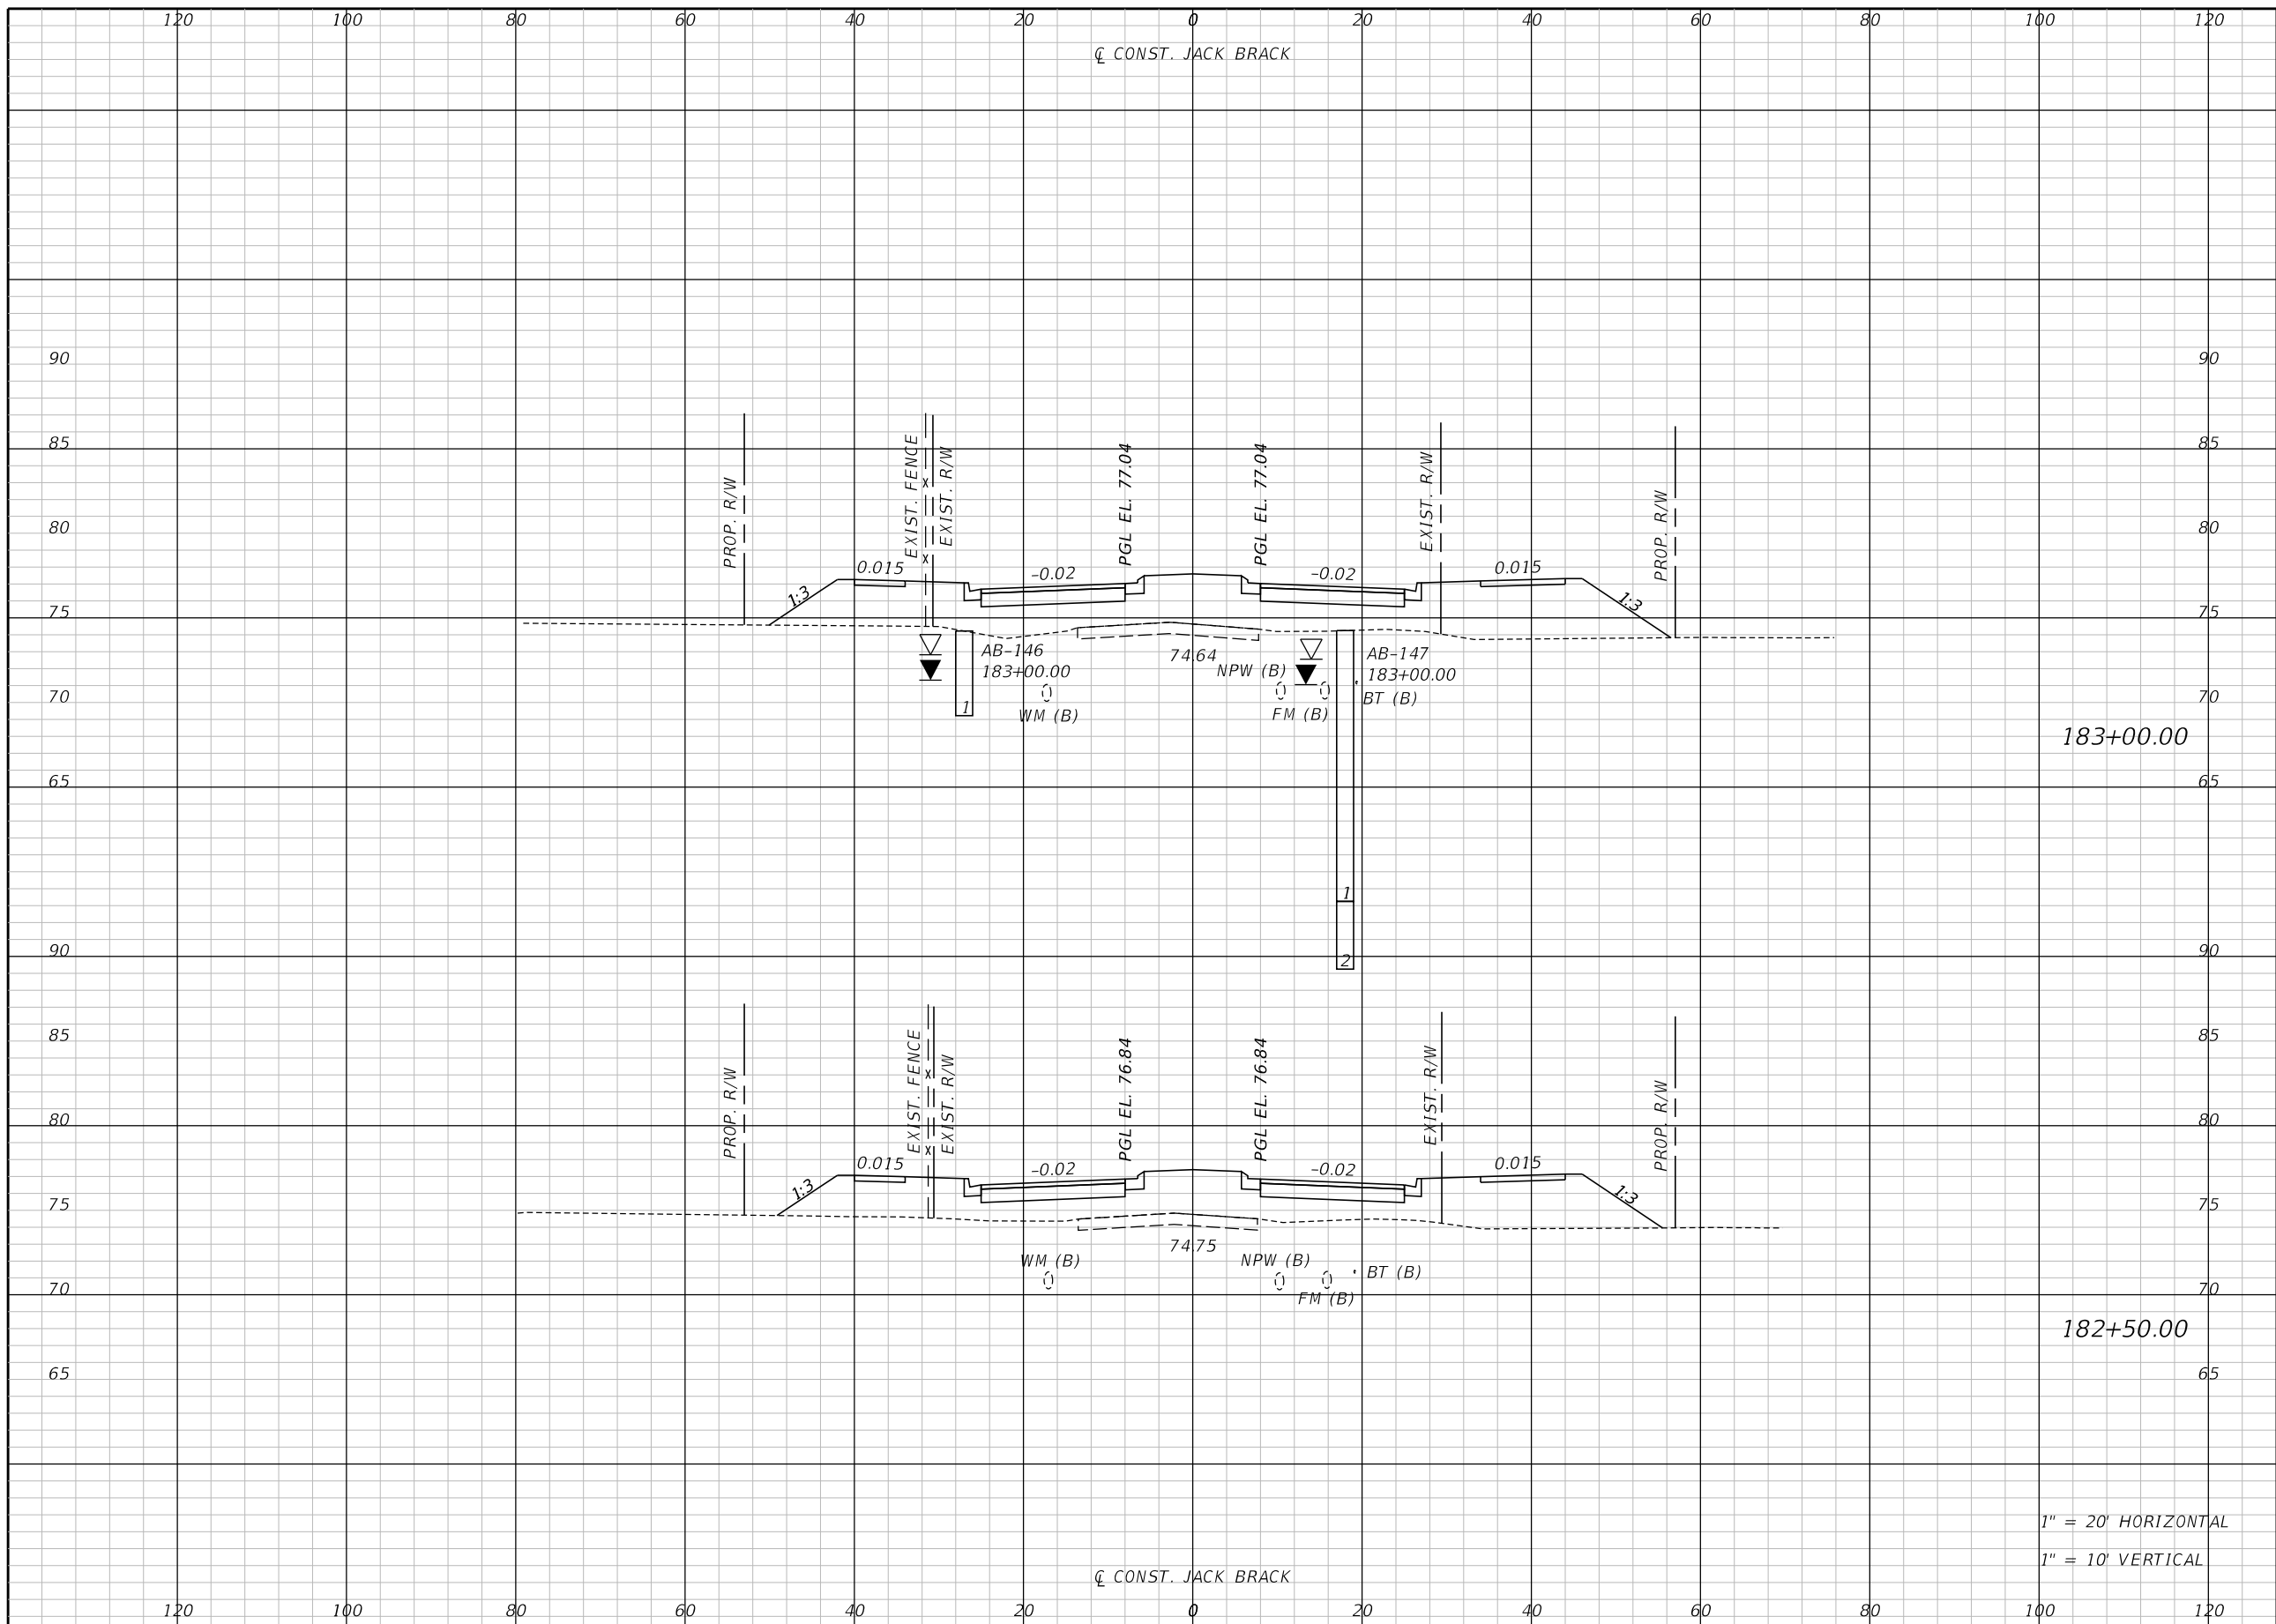 120 100 80 60 40 20 0 20 40 60 80 100 120
℄ CONST. JACK BRACK
90 90
85 85
80 80
75 75
70 70
65 65
PROP. R/W
EXIST. FENCE
X
X
EXIST. R/W
PGL EL. 77.04
PGL EL. 77.04
EXIST. R/W
PROP. R/W
1:3
0.015
-0.02
-0.02
0.015
1:3
AB-146
183+00.00
1
WM (B)
74.64
NPW (B)
FM (B)
AB-147
183+00.00
BT (B)
1
2
183+00.00
90 90
85 85
80 80
75 75
70 70
65 65
PROP. R/W
EXIST. FENCE
X
X
EXIST. R/W
PGL EL. 76.84
PGL EL. 76.84
EXIST. R/W
PROP. R/W
1:3
0.015
-0.02
-0.02
0.015
1:3
74.75
WM (B)
NPW (B)
FM (B)
BT (B)
182+50.00
1" = 20' HORIZONTAL
1" = 10' VERTICAL
℄ CONST. JACK BRACK
120 100 80 60 40 20 0 20 40 60 80 100 120